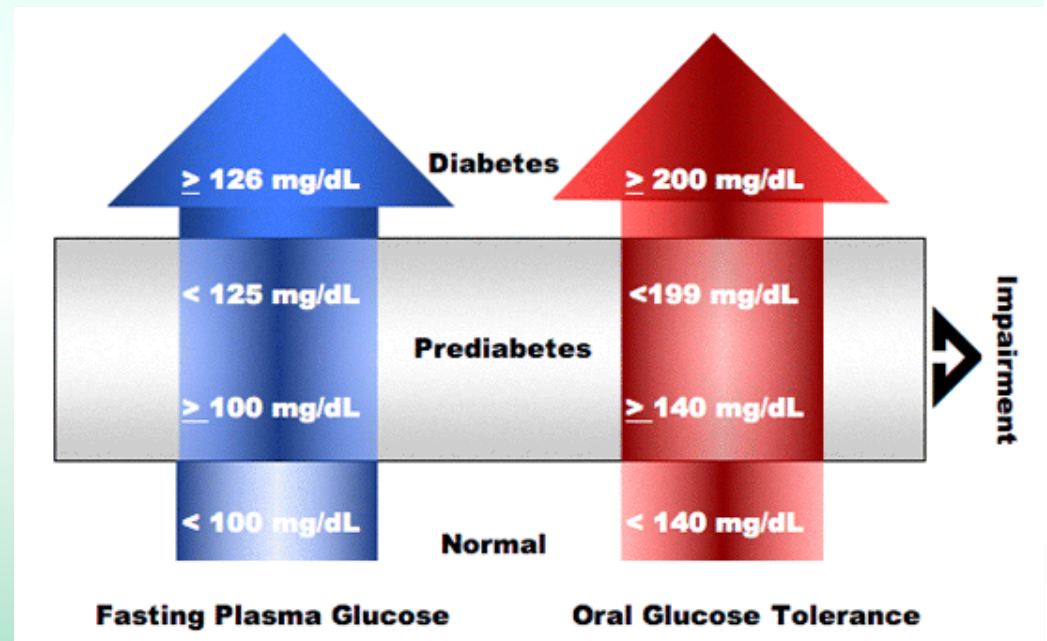 Diabetes
≥ 126 mg/dL
≥ 200 mg/dL
< 125 mg/dL
<199 mg/dL
Prediabetes
≥ 100 mg/dL
≥ 140 mg/dL
Impairment
< 100 mg/dL
< 140 mg/dL
Normal
Fasting Plasma Glucose
Oral Glucose Tolerance